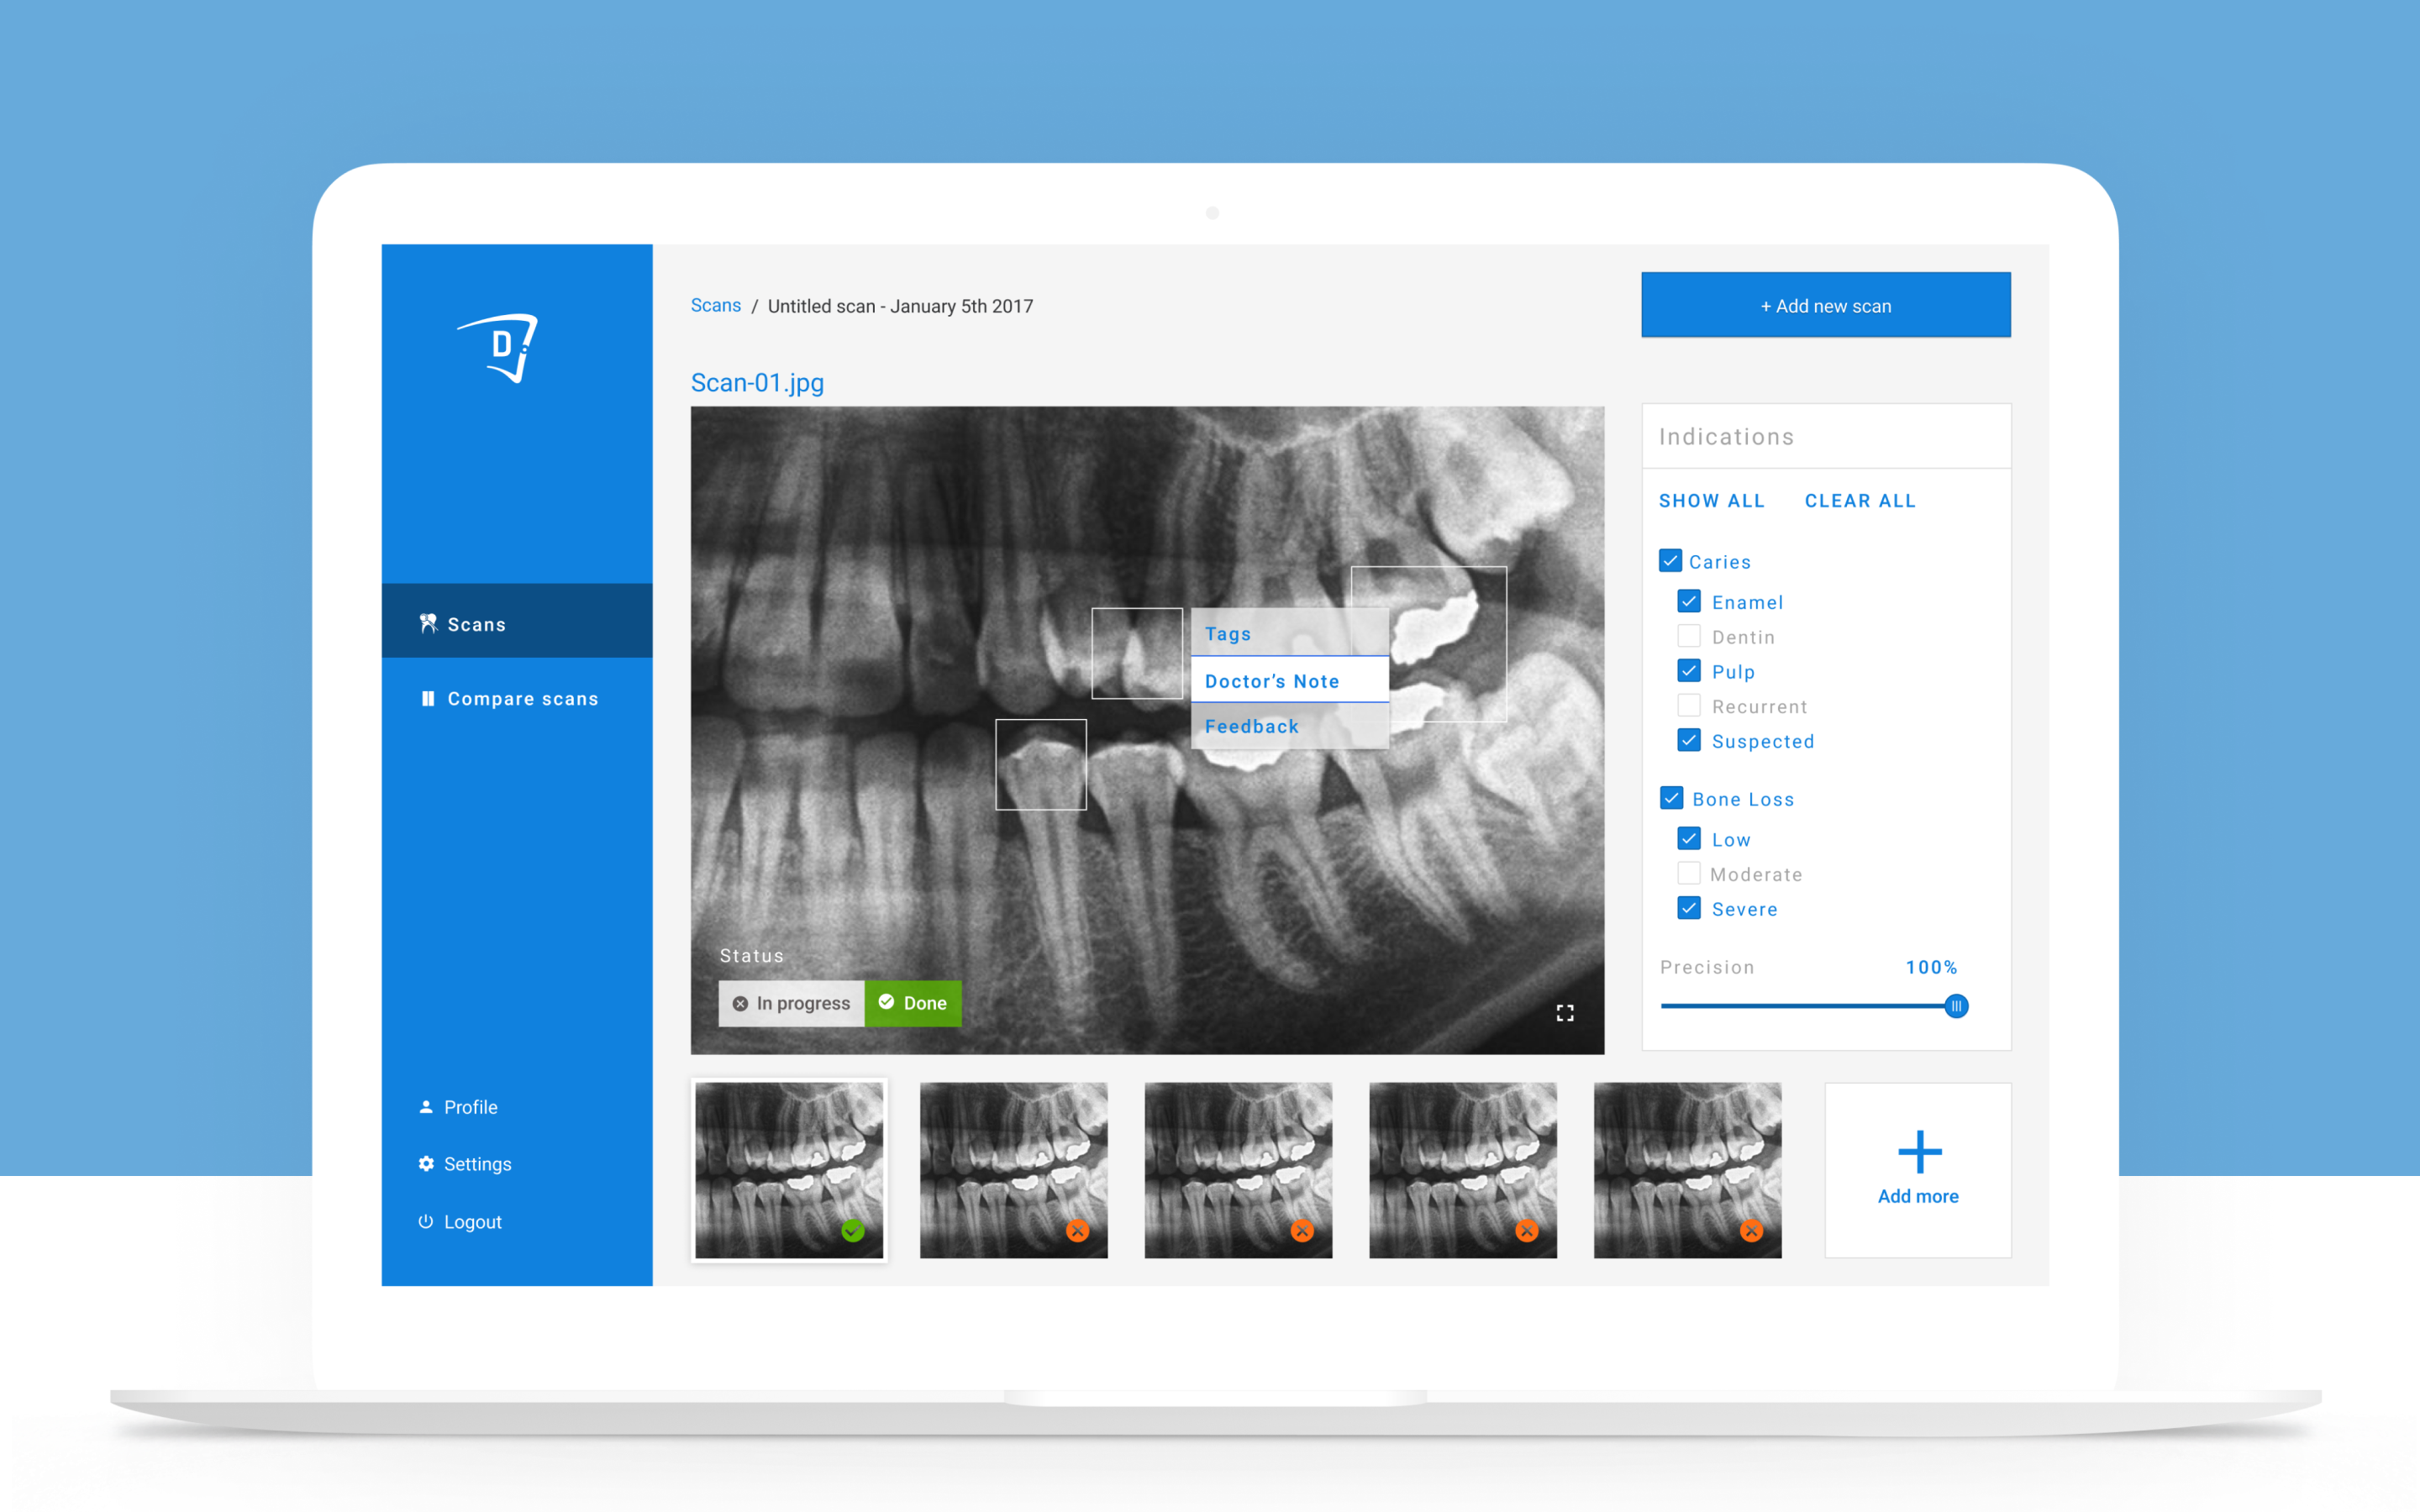 D
Scans / Untitled scan - January 5th 2017
+ Add new scan
Scan-01.jpg
Scans
Compare scans
Profile
Settings
Logout
Tags
Doctor’s Note
Feedback
Status
In progress
Done
Indications
SHOW ALL CLEAR ALL
Caries
Enamel
Dentin
Pulp
Recurrent
Suspected
Bone Loss
Low
Moderate
Severe
Precision 100%
Add more